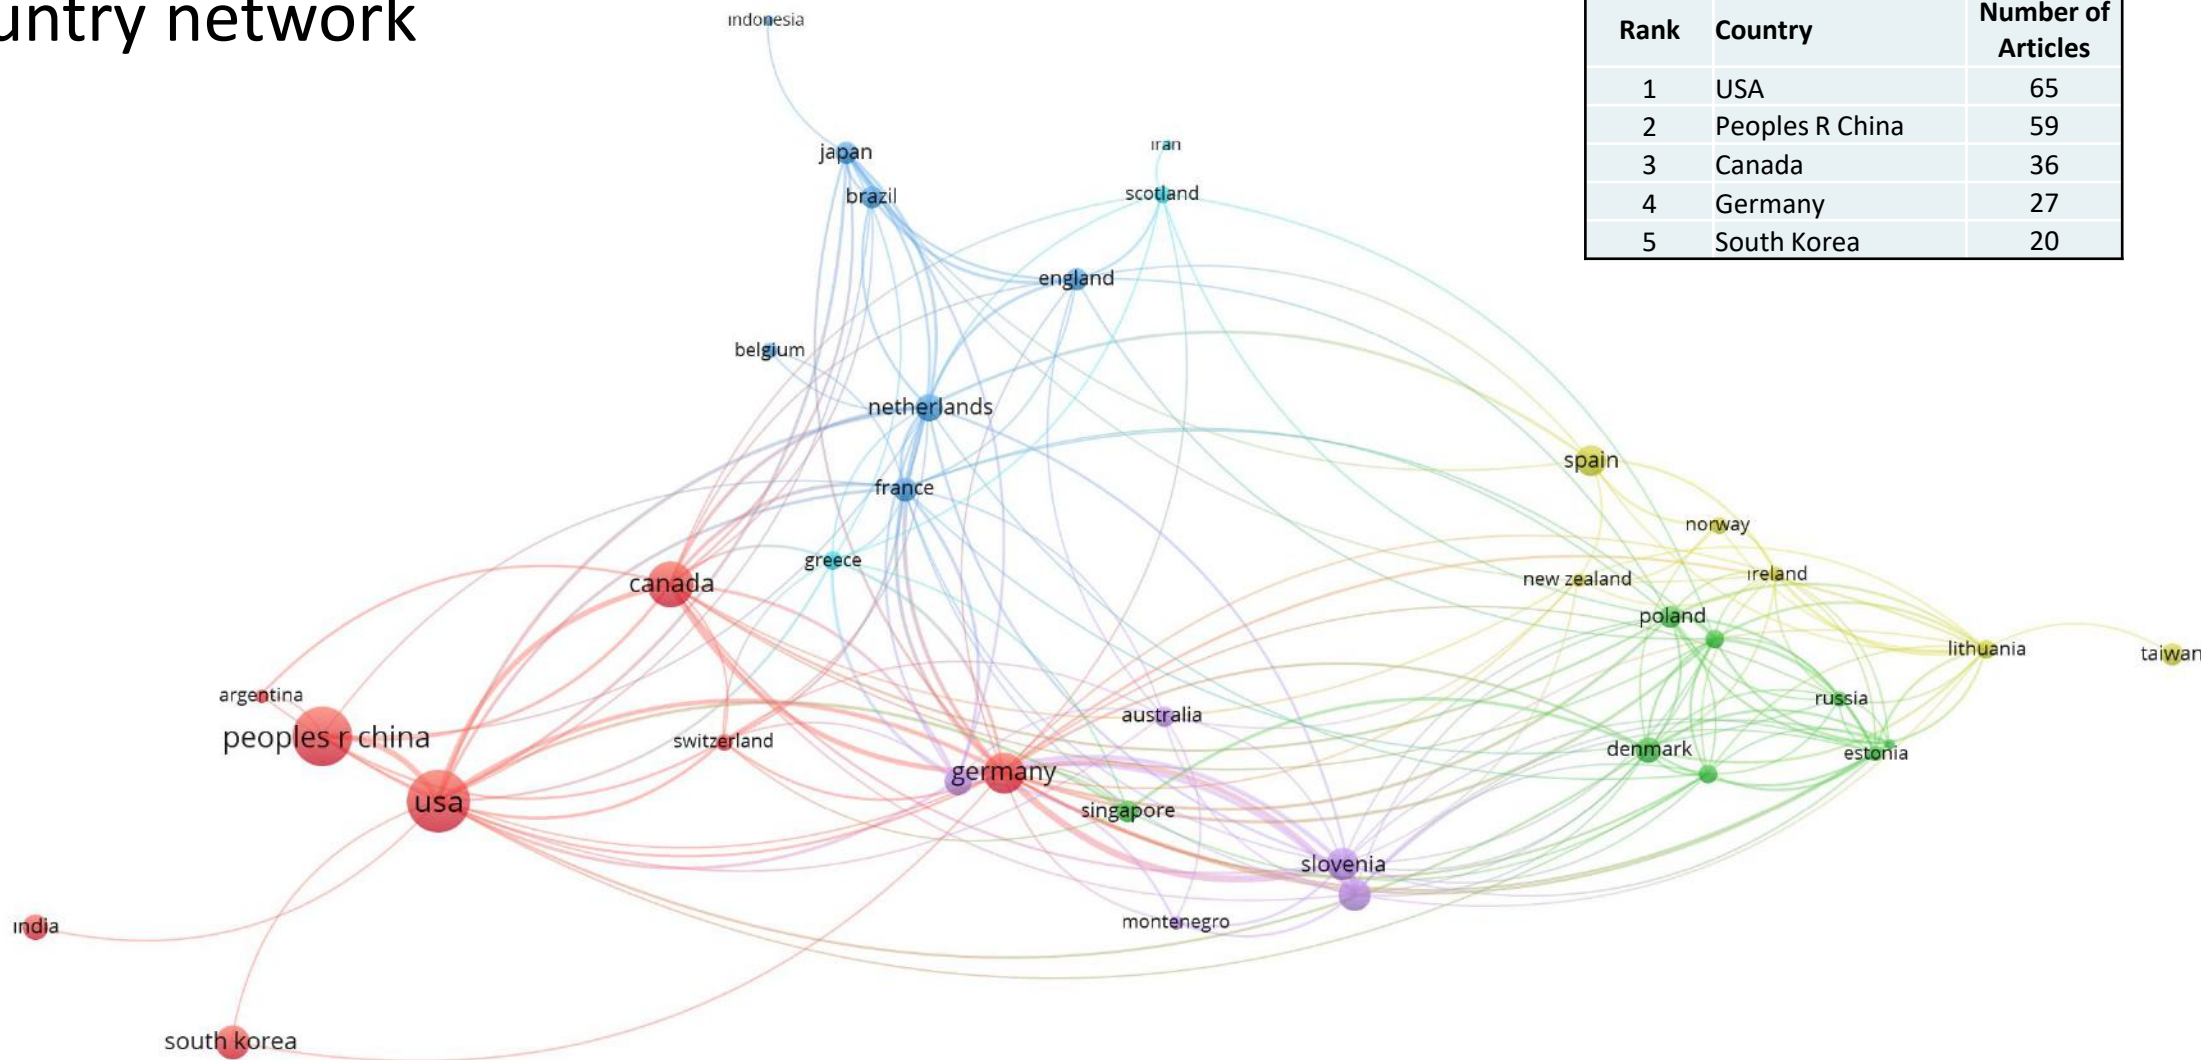 untry network
Rank Country Number of Articles
1 USA 65
2 Peoples R China 59
3 Canada 36
4 Germany 27
5 South Korea 20
indonesia
japan
iran
brazil
scotland
england
belgium
netherlands
spain
france
norway
greece
ireland
new zealand
canada
poland
lithuania
taiwan
argentina
russia
australia
peoples r china
switzerland
denmark
estonia
germany
usa
singapore
slovenia
montenegro
india
south korea